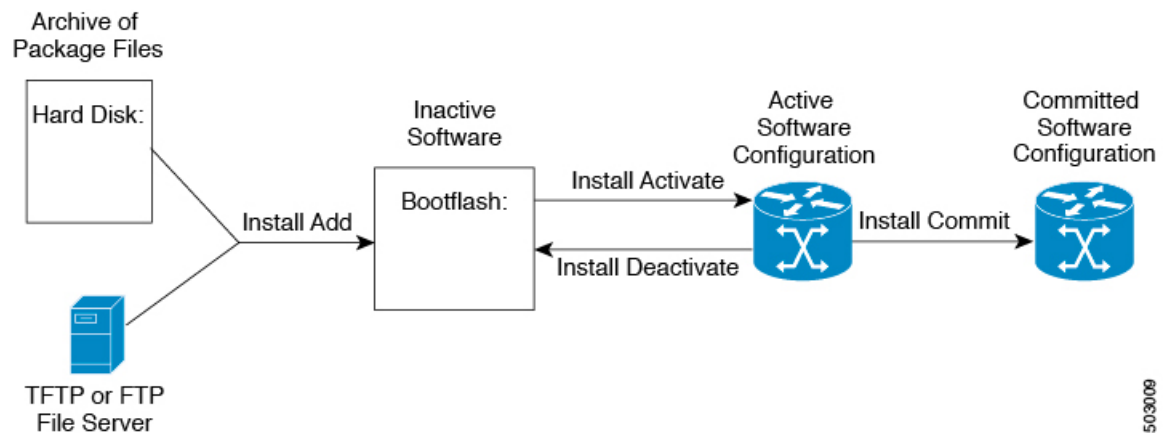 Archive of
Package Files
Hard Disk:
TFTP or FTP
File Server
Install Add
Inactive
Software
Bootflash:
Install Activate
Install Deactivate
Active
Software
Configuration
Install Commit
Committed
Software
Configuration
503009